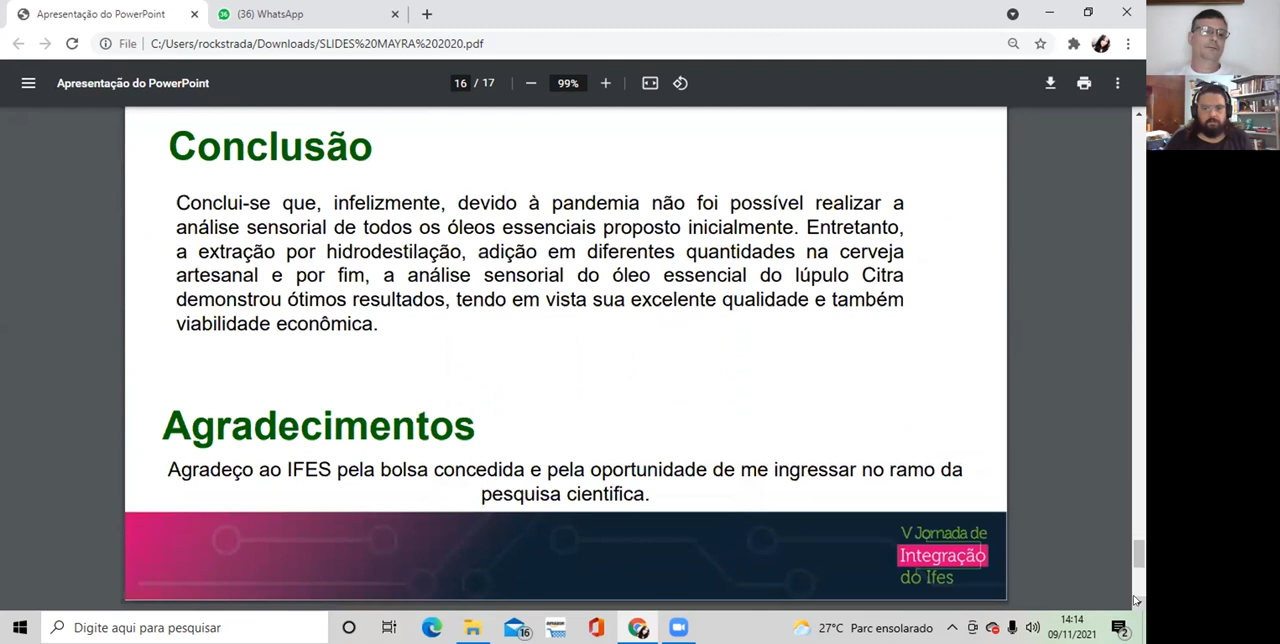 Apresentação do PowerPoint
(36) WhatsApp
File
C:/Users/rockstrada/Downloads/SLIDES%20MAYRA%202020.pdf
Apresentação do PowerPoint
16 / 17
99%
Conclusão
Conclui-se que, infelizmente, devido à pandemia não foi possível realizar a
análise sensorial de todos os óleos essenciais proposto inicialmente. Entretanto,
a extração por hidrodestilação, adição em diferentes quantidades na cerveja
artesanal e por fim, a análise sensorial do óleo essencial do lúpulo Citra
demonstrou ótimos resultados, tendo em vista sua excelente qualidade e também
viabilidade econômica.
Agradecimentos
Agradeço ao IFES pela bolsa concedida e pela oportunidade de me ingressar no ramo da
pesquisa cientifica.
V Jornada de
Integração
do Ifes
Digite aqui para pesquisar
16
27°C Parc ensolarado
14:14
09/11/2021
2